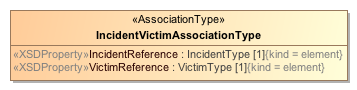 «AssociationType»
IncidentVictimAssociationType
«XSDProperty»IncidentReference : IncidentType [1]{kind = element}
«XSDProperty»VictimReference : VictimType [1]{kind = element}